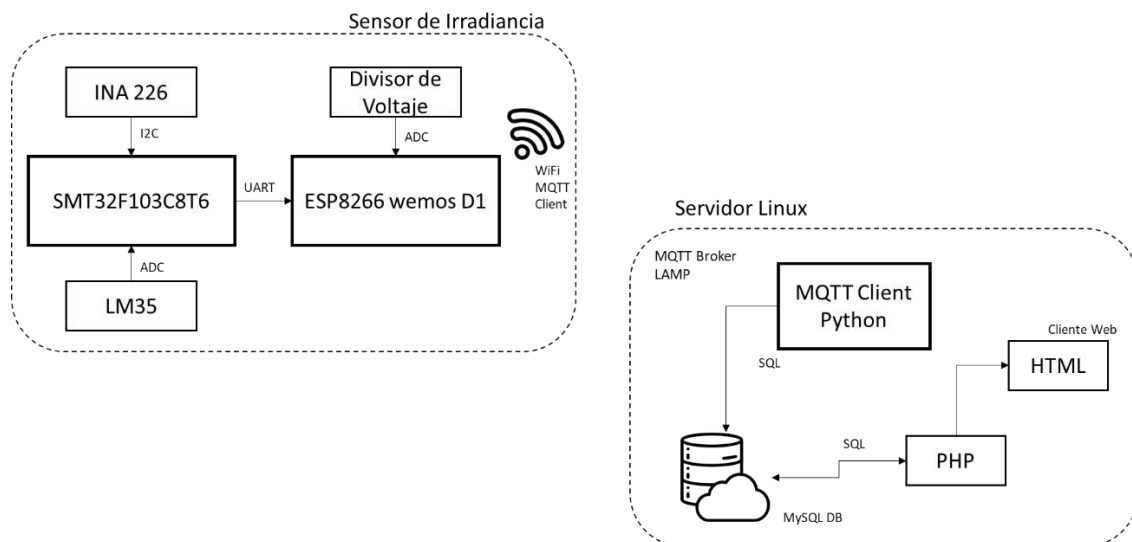 Sensor de Irradiancia
INA 226
Divisor de
Voltaje
I2C
ADC
WiFi
MQTT
Client
SMT32F103C8T6
UART
ESP8266 wemos D1
ADC
LM35
Servidor Linux
MQTT Broker
LAMP
MQTT Client
Python
Cliente Web
HTML
SQL
SQL
PHP
MySQL DB